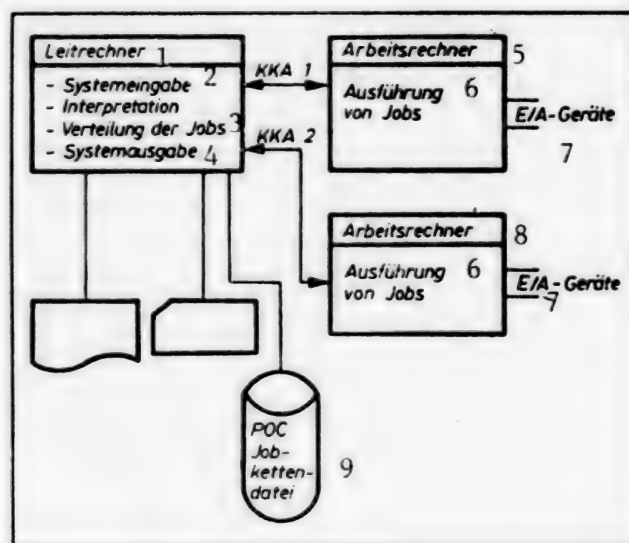 Leitrechner 1
- Systemeingabe 2
- Interpretation
- Verteilung der Jobs 3
- Systemausgabe 4
KKA 1
KKA 2
Arbeitsrechner 5
Ausführung 6
von Jobs
E/A-Geräte
7
Arbeitsrechner 8
Ausführung 6
von Jobs
E/A-Geräte
7
POC
Job-
ketten-
datei
9